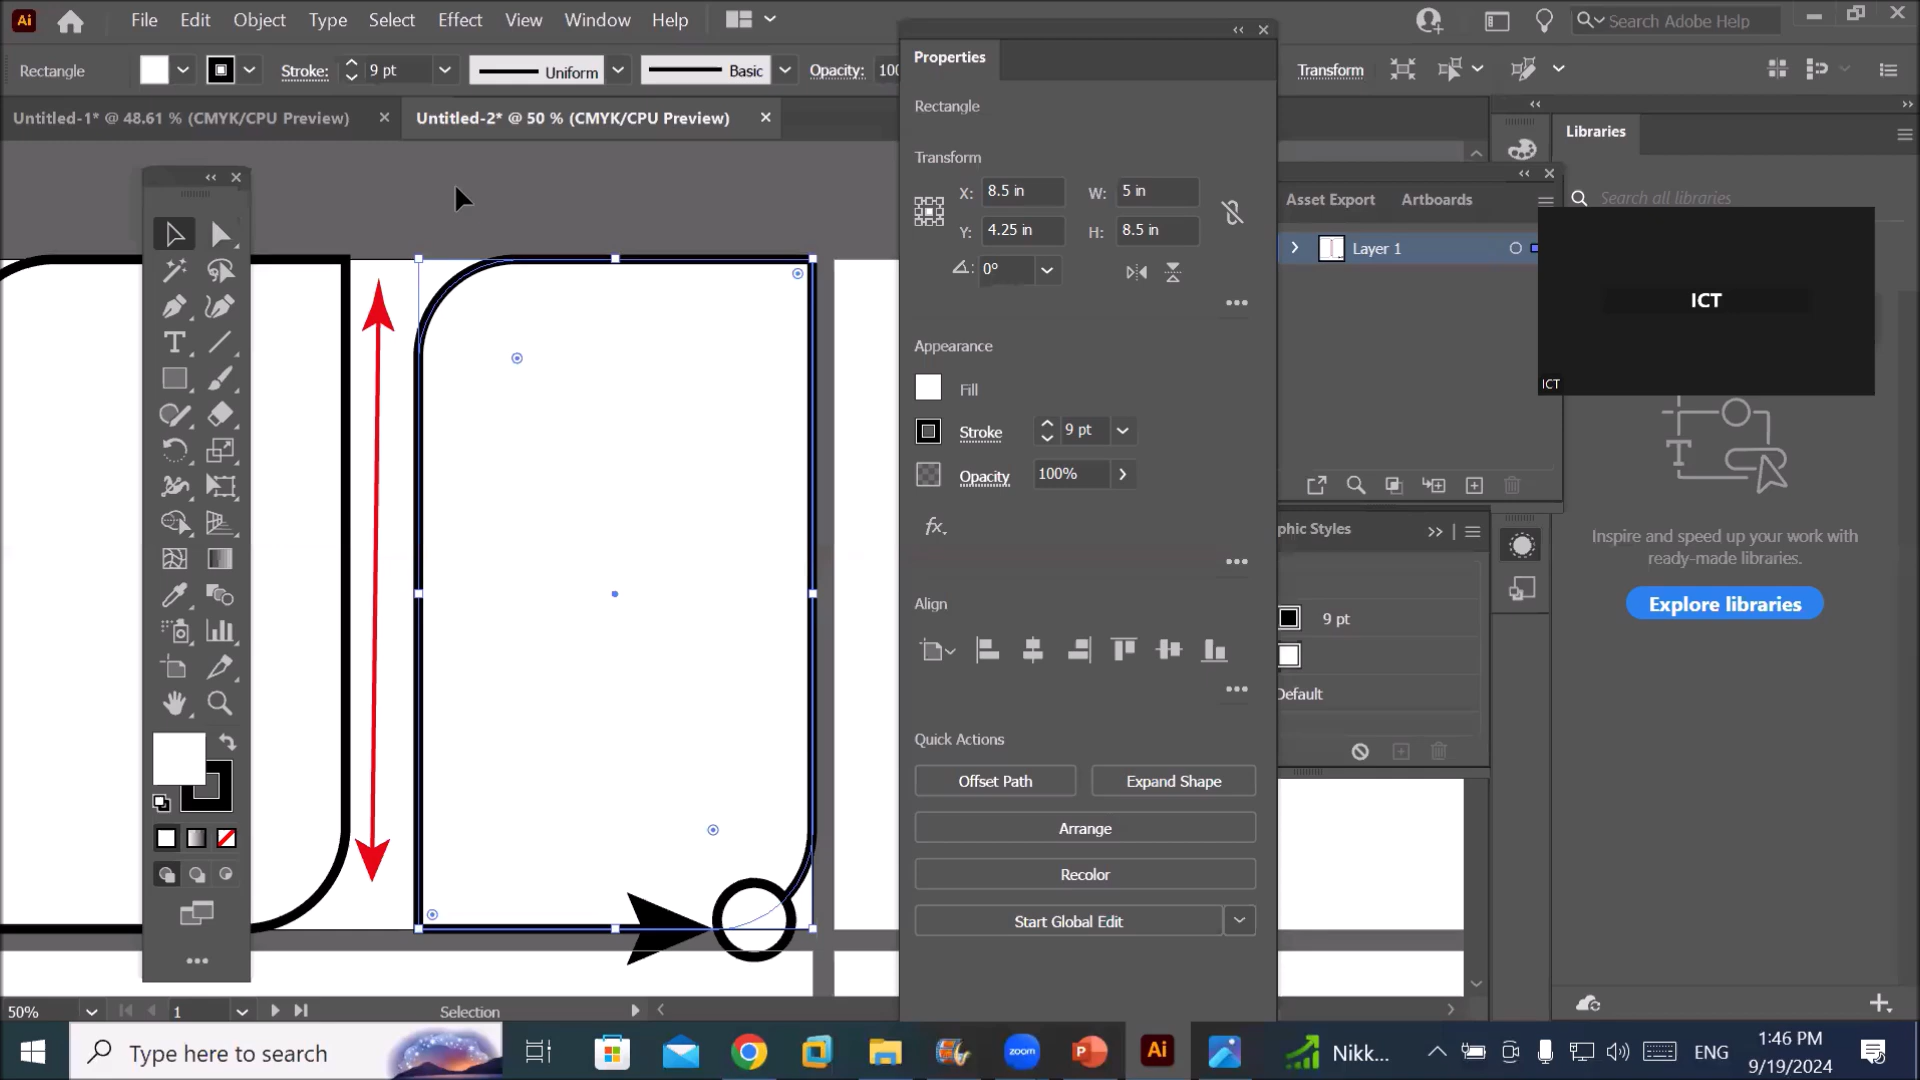 Ai File Edit Object Type Select Effect View Window Help Search Adobe Help
Rectangle Stroke: 9 pt Uniform Basic Opacity: Transform
Untitled-1* @ 48.61 % (CMYK/CPU Preview) Untitled-2* @ 50 % (CMYK/CPU Preview)
Properties
Rectangle
Transform
X: 8.5 in W: 5 in
Y: 4.25 in H: 8.5 in
0°
Appearance
Fill
Stroke 9 pt
Opacity 100%
fx.
Align
Quick Actions
Offset Path Expand Shape
Arrange
Recolor
Start Global Edit
Asset Export Artboards
Layer 1
phic Styles
9 pt
Default
Libraries
Search all libraries
ICT
ICT
Inspire and speed up your work with
ready-made libraries.
Explore libraries
50% 1 Selection
Type here to search zoom Ai Nikk... ENG 1:46 PM
9/19/2024